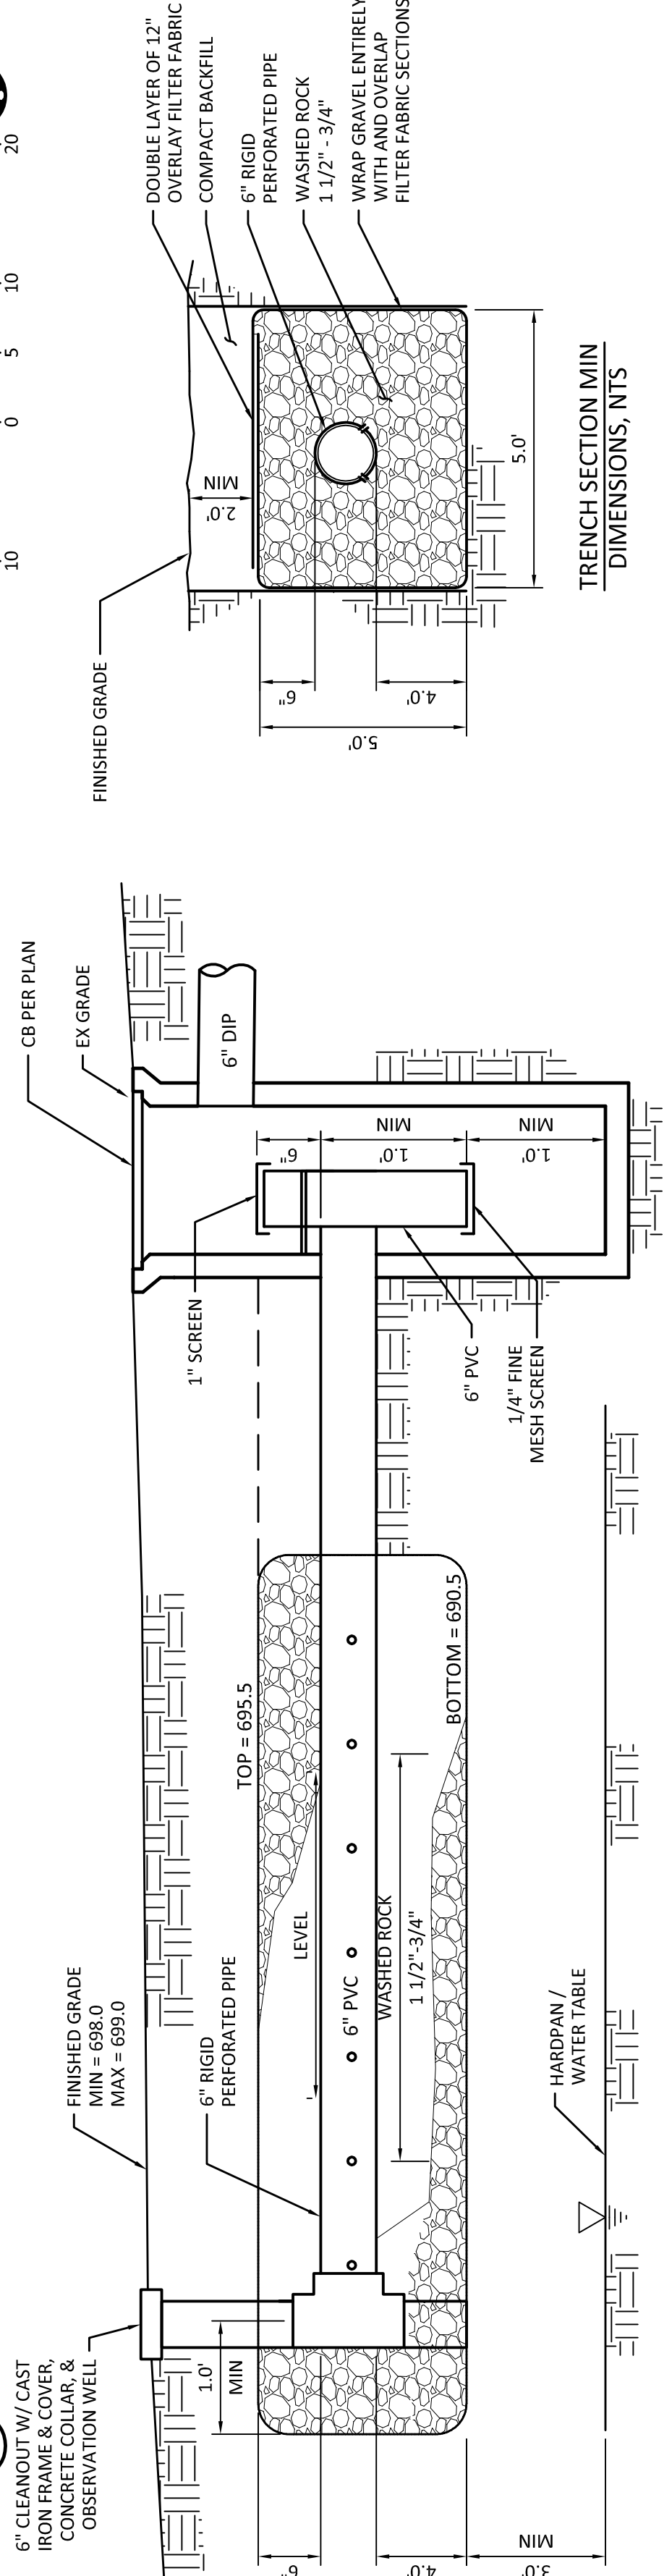 6" CLEANOUT W/ CAST
IRON FRAME & COVER,
CONCRETE COLLAR, &
OBSERVATION WELL
FINISHED GRADE
MIN = 698.0
MAX = 699.0
CB PER PLAN
EX GRADE
1.0'
MIN
6" RIGID
PERFORATED PIPE
TOP = 695.5
LEVEL
6" PVC
WASHED ROCK
1 1/2"-3/4"
BOTTOM = 690.5
HARDPAN /
WATER TABLE
6"
4.0'
3.0'
MIN
1" SCREEN
6" DIP
6"
1.0'
MIN
1.0'
MIN
6" PVC
1/4" FINE
MESH SCREEN
10
0
5
10
20
FINISHED GRADE
2.0'
MIN
DOUBLE LAYER OF 12"
OVERLAY FILTER FABRIC
COMPACT BACKFILL
6" RIGID
PERFORATED PIPE
WASHED ROCK
1 1/2" - 3/4"
WRAP GRAVEL ENTIRELY
WITH AND OVERLAP
FILTER FABRIC SECTIONS
6"
4.0'
5.0'
5.0'
TRENCH SECTION MIN
DIMENSIONS, NTS